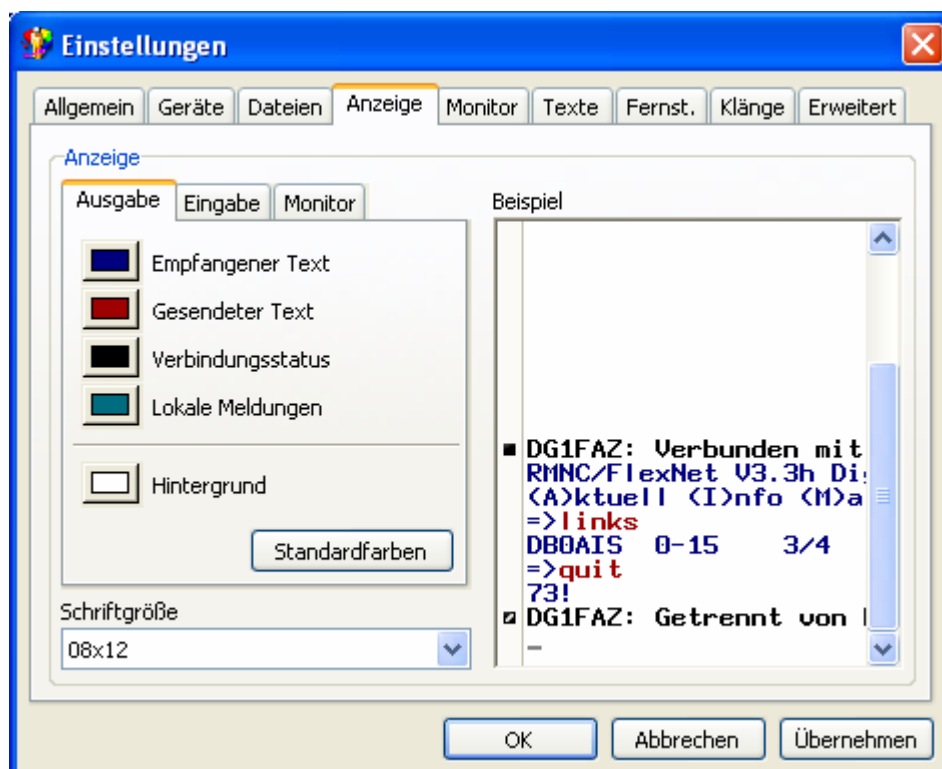 Einstellungen
Allgemein Geräte Dateien Anzeige Monitor Texte Fernst. Klänge Erweitert
Anzeige
Ausgabe Eingabe Monitor
Empfangener Text
Gesendeter Text
Verbindungsstatus
Lokale Meldungen
Hintergrund
Standardfarben
Schriftgröße
08x12
Beispiel
DG1FAZ: Verbunden mit
RMNC/FlexNet V3.3h Di
(A)ktuell (I)nfo (M)a
=>links
DB0AIS 0-15 3/4
=>quit
73!
DG1FAZ: Getrennt von
OK Abbrechen Übernehmen